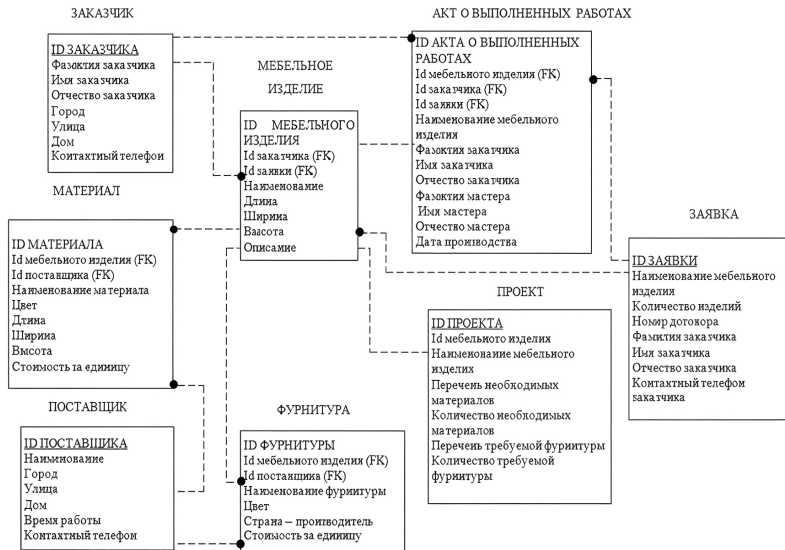 ЗАКАЗЧИК
ID ЗАКАЗЧИКА
Фамилия заказчика
Имя заказчика
Отчество заказчика
Город
Улица
Дом
Контактный телефон
АКТ О ВЫПОЛНЕННЫХ РАБОТАХ
ID АКТА О ВЫПОЛНЕННЫХ
РАБОТАХ
Id мебельного изделия (FK)
Id заказчика (FK)
Id заявки (FK)
Наименование мебельного
изделия
Фамилия заказчика
Имя заказчика
Отчество заказчика
Фамилия мастера
Имя мастера
Отчество мастера
Дата производства
МЕБЕЛЬНОЕ
ИЗДЕЛИЕ
ID МЕБЕЛЬНОГО
ИЗДЕЛИЯ
Id заказчика (FK)
Id заявки (FK)
Наименование
Длина
Ширина
Высота
Описание
МАТЕРИАЛ
ID МАТЕРИАЛА
Id мебельного изделия (FK)
Id поставщика (FK)
Наименование материала
Цвет
Длина
Ширина
Высота
Стоимость за единицу
ЗАЯВКА
ID ЗАЯВКИ
Наименование мебельного
изделия
Количество изделий
Номер договора
Фамилия заказчика
Имя заказчика
Отчество заказчика
Контактный телефон
заказчика
ПРОЕКТ
ID ПРОЕКТА
Id мебельного изделия
Наименование мебельного
изделих
Перечень необходимых
материалов
Количество необходимых
материалов
Перечень требуемой фурнитуры
Количество требуемой
фурнитуры
ПОСТАВЩИК
ID ПОСТАВЩИКА
Наименование
Город
Улица
Дом
Время работы
Контактный телефон
ФУРНИТУРА
ID ФУРНИТУРЫ
Id мебельного изделия (FK)
Id поставщика (FK)
Наименование фурнитуры
Цвет
Страна – производитель
Стоимость за единицу